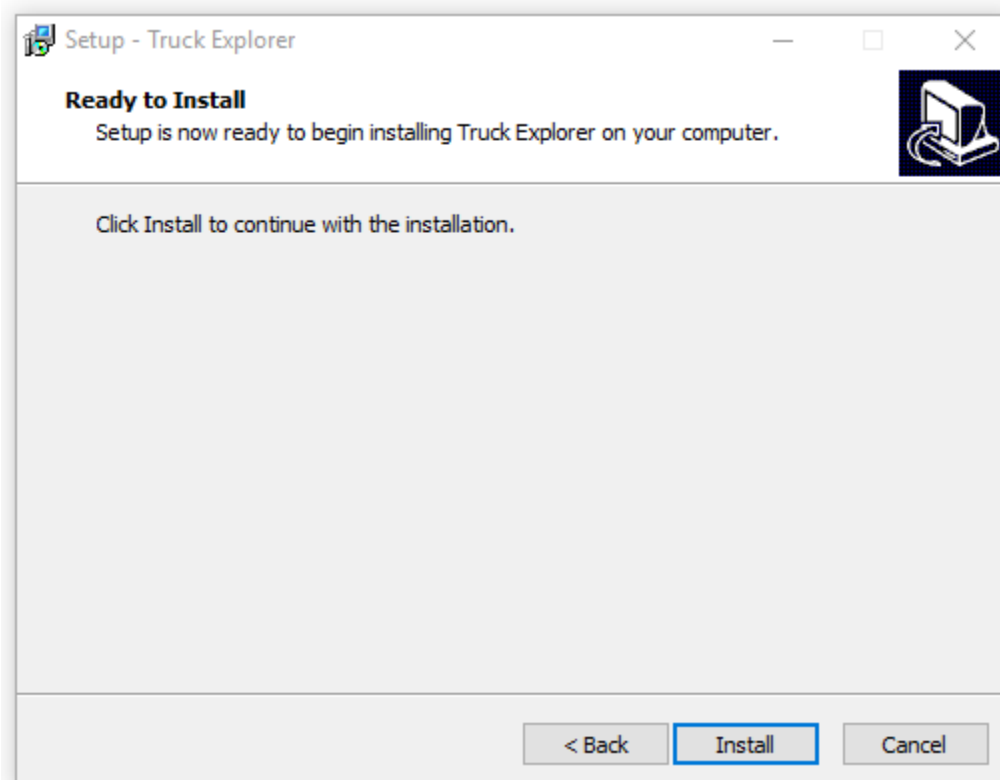 Setup - Truck Explorer
Ready to Install
Setup is now ready to begin installing Truck Explorer on your computer.
Click Install to continue with the installation.
< Back
Install
Cancel